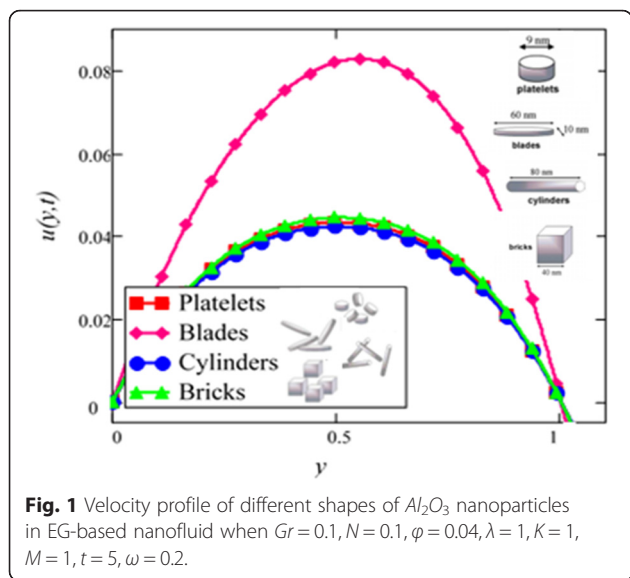 0.08
0.06
0.04
0.02
0
u(y,t)
9 nm
platelets
60 nm
10 nm
blades
80 nm
cylinders
bricks
40 nm
Platelets
Blades
Cylinders
Bricks
0
0.5
1
y
Fig. 1 Velocity profile of different shapes of Al₂O₃ nanoparticles
in EG-based nanofluid when Gr = 0.1, N = 0.1, φ = 0.04, λ = 1, K = 1,
M = 1, t = 5, ω = 0.2.